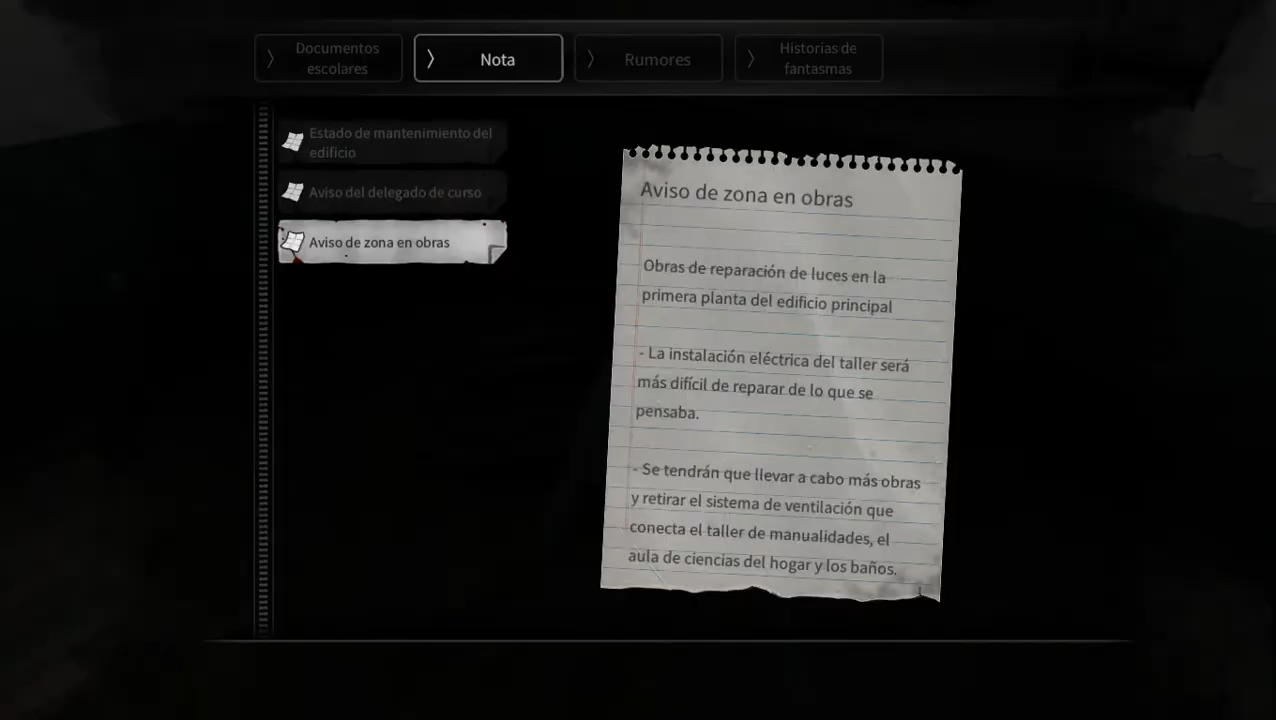 Documentos
escolares
Nota
Rumores
Historias de
fantasmas
Estado de mantenimiento del
edificio
Aviso del delegado de curso
Aviso de zona en obras
Aviso de zona en obras
Obras de reparación de luces en la
primera planta del edificio principal
- La instalación eléctrica del taller será
más difícil de reparar de lo que se
pensaba.
- Se tendrán que llevar a cabo más obras
y retirar el sistema de ventilación que
conecta el taller de manualidades, el
aula de ciencias del hogar y los baños.